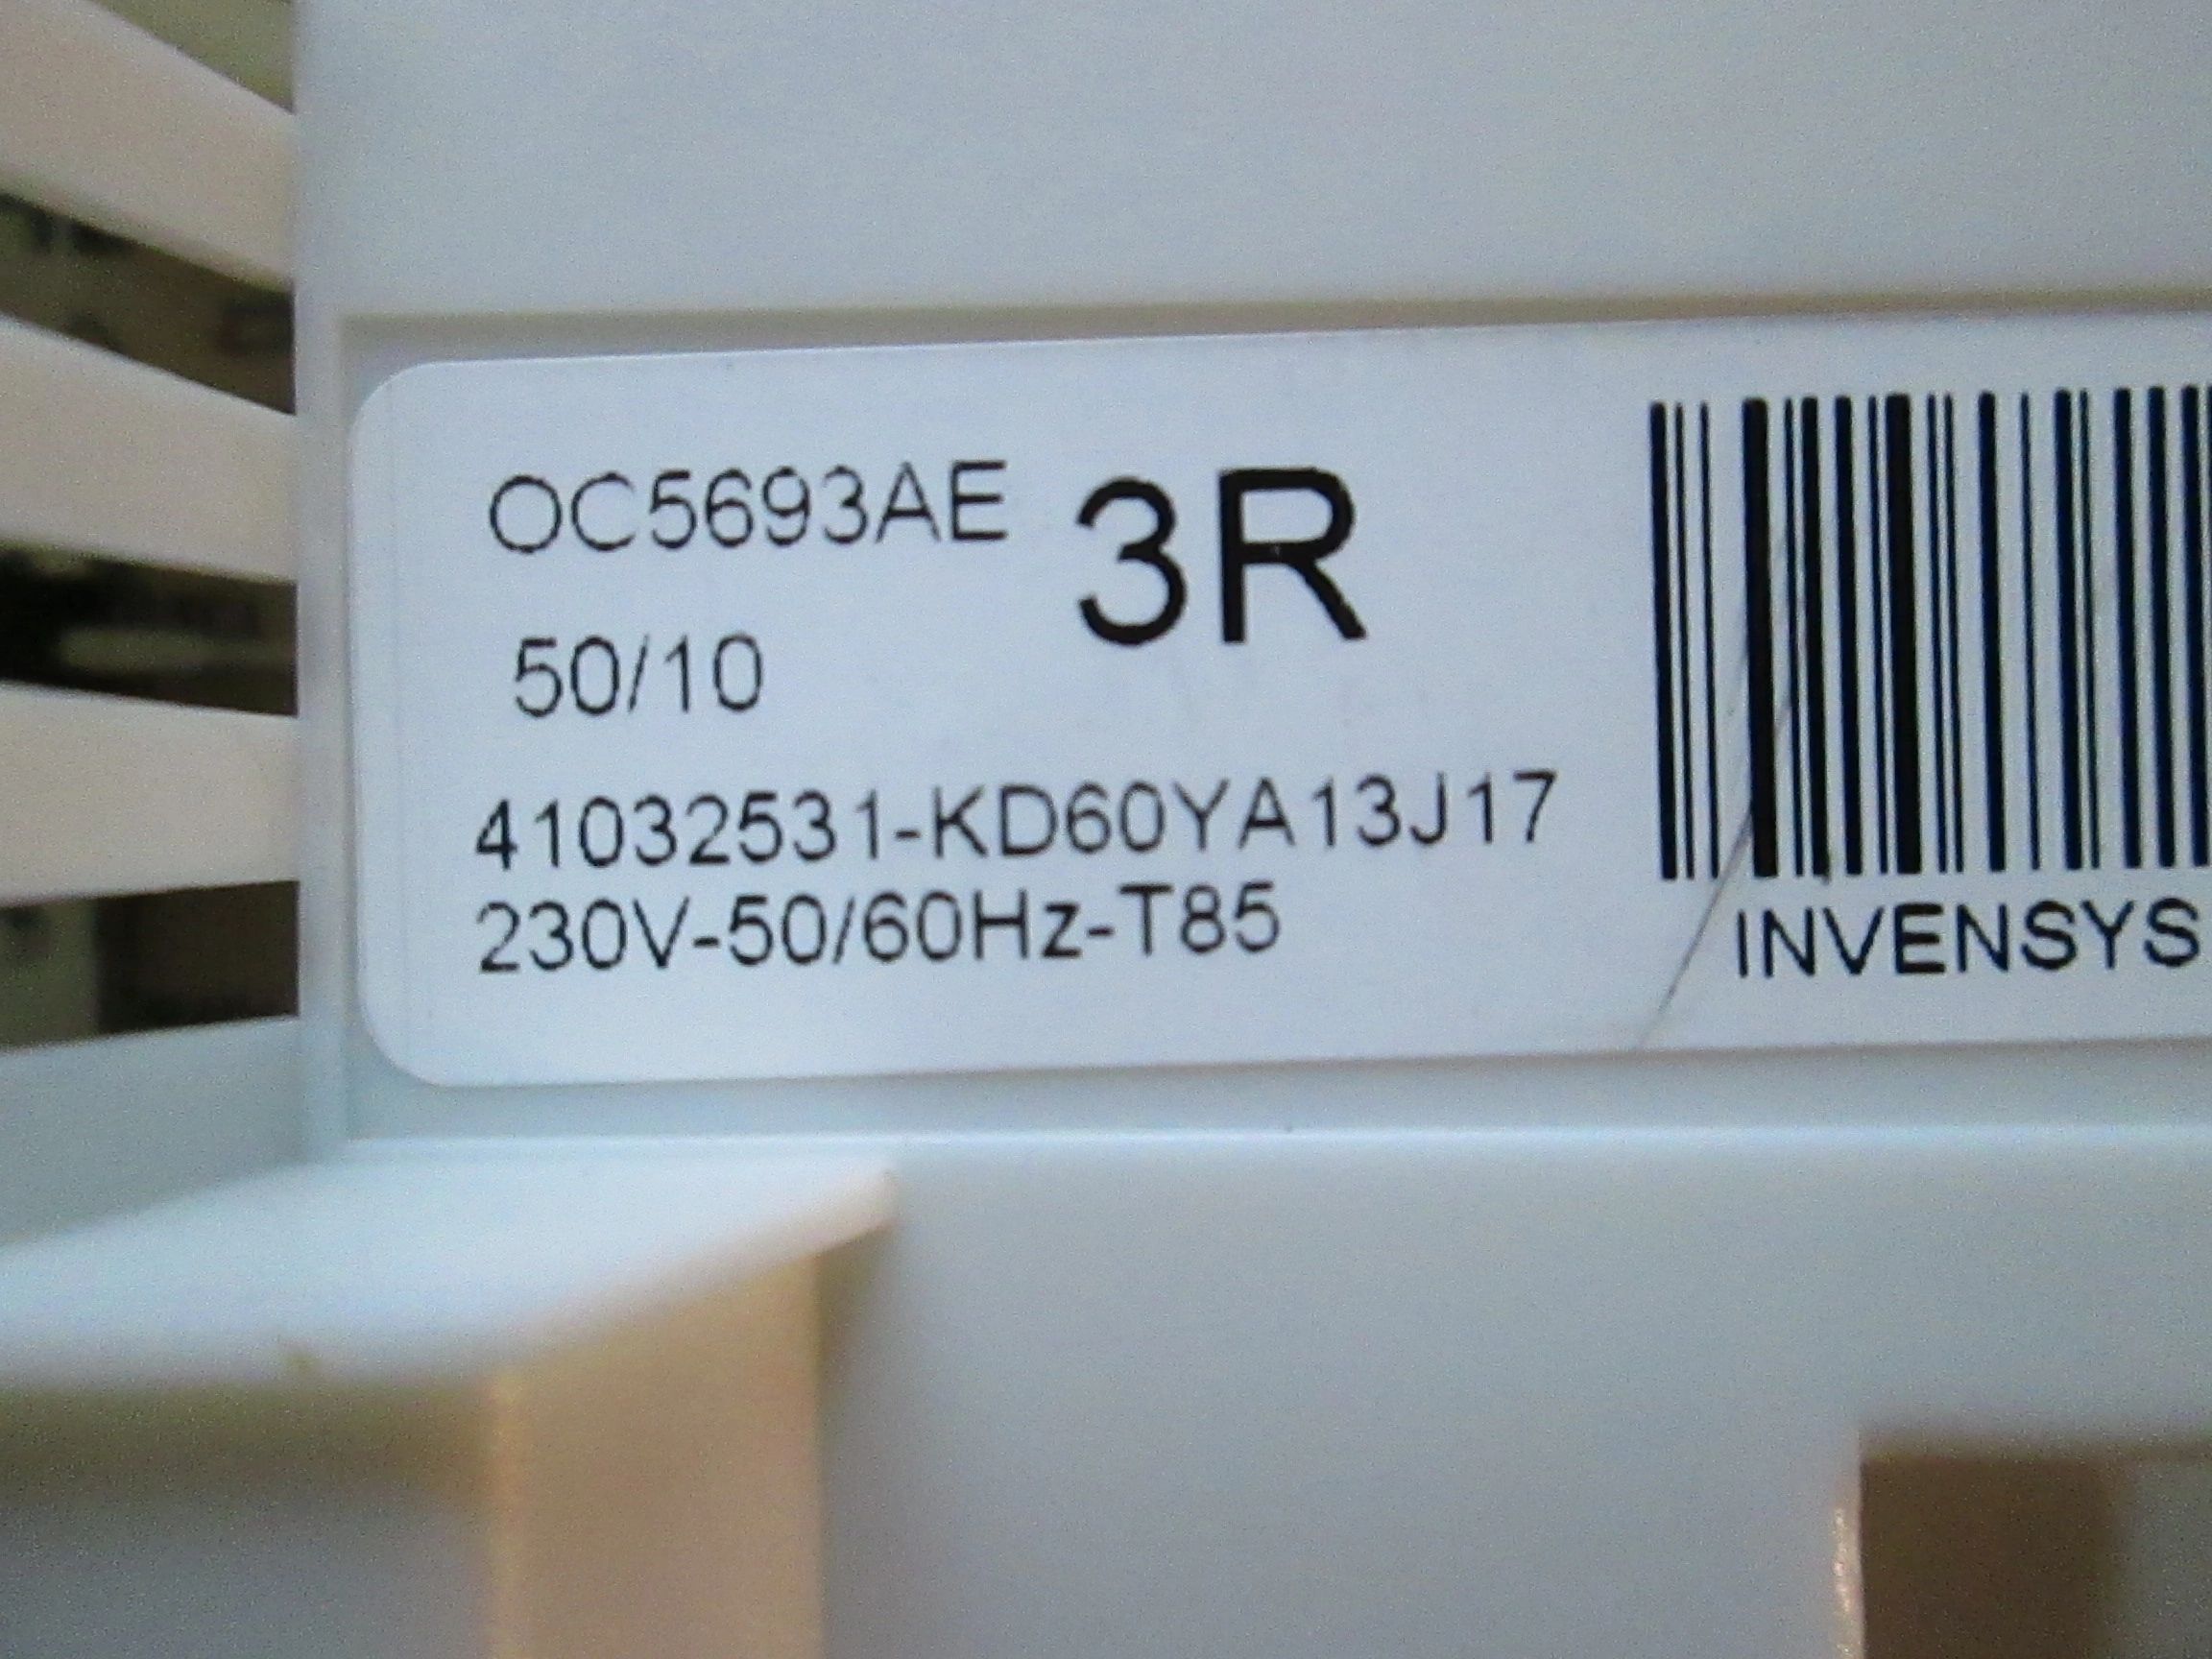 OC5693AE 3R
50/10
41032531-KD60YA13J17
230V-50/60Hz-T85
INVENSYS